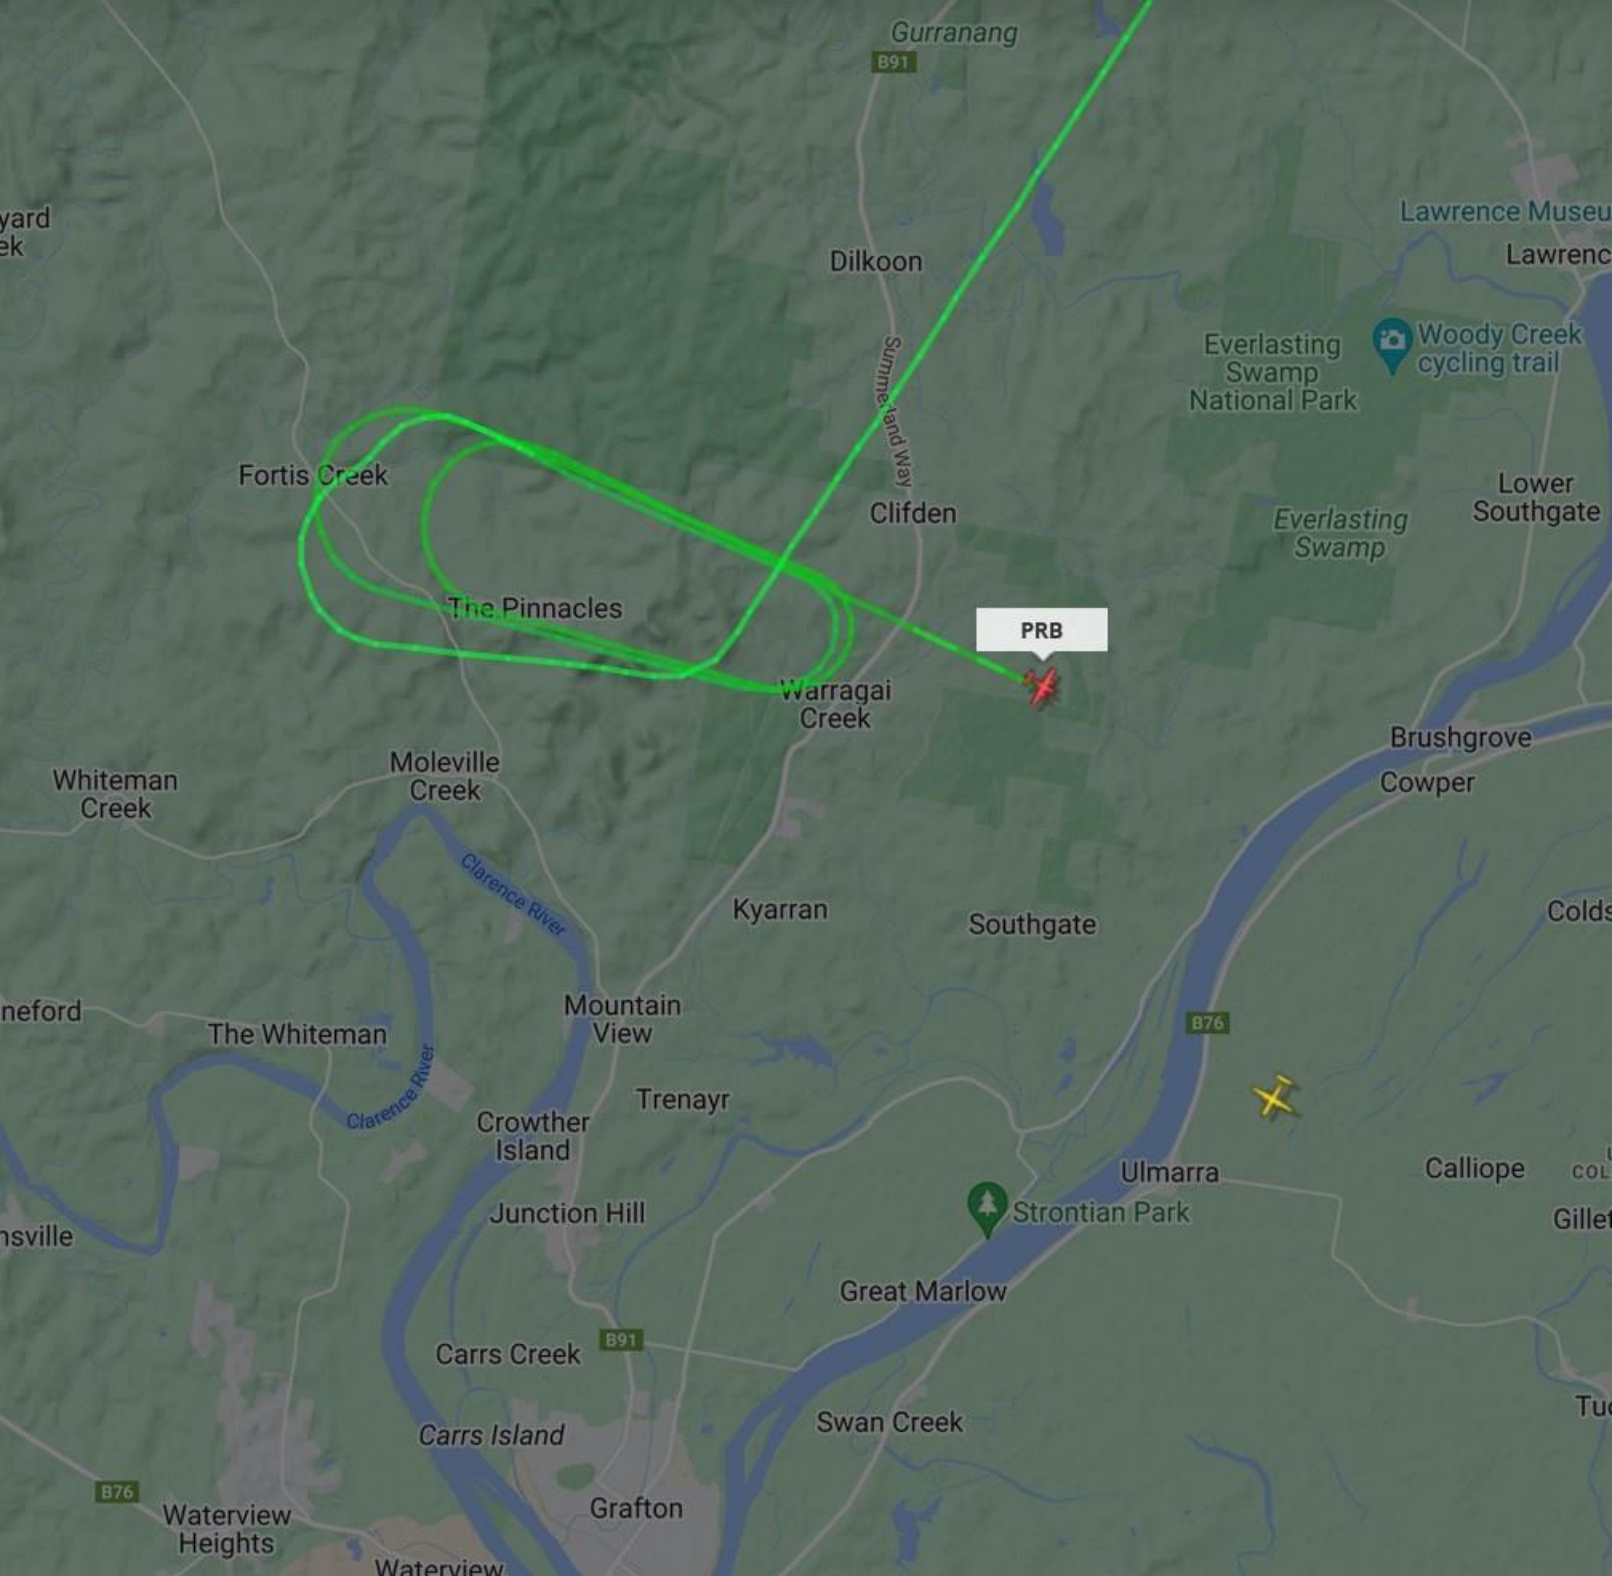 Gurranang
B91
yard
ek
Dilkoon
Lawrence Museu
Lawrenc
Summerland Way
Everlasting
Swamp
National Park
Woody Creek
cycling trail
Fortis Creek
Clifden
Lower
Southgate
Everlasting
Swamp
The Pinnacles
PRB
Warragai
Creek
Brushgrove
Cowper
Moleville
Creek
Whiteman
Creek
Clarence River
Kyarran
Southgate
Colds
neford
The Whiteman
Mountain
View
B76
Clarence River
Trenayr
Crowther
Island
Ulmarra
Calliope
COL
Junction Hill
Strontian Park
Gillet
nsville
Great Marlow
B91
Carrs Creek
Tuc
Swan Creek
Carrs Island
B76
Grafton
Waterview
Heights
Waterview